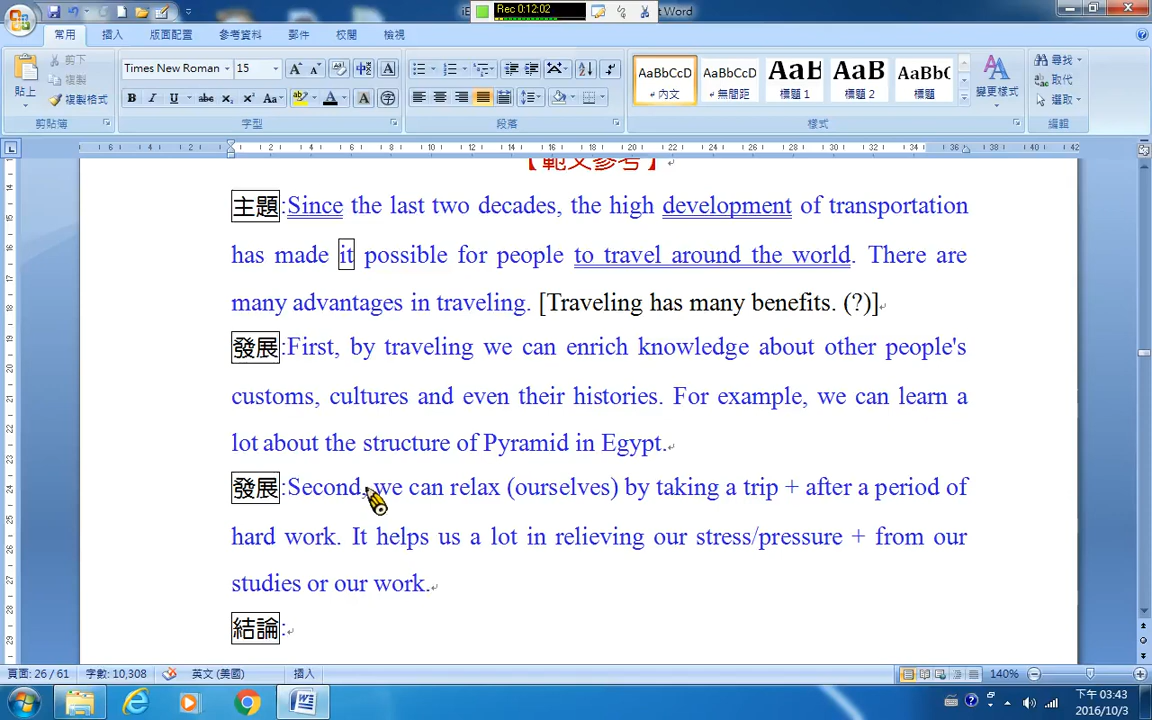 Rec 0:12:02
Word
常用 插入 版面配置 參考資料 郵件 校閱 檢視
貼上 剪下 複製 複製格式
Times New Roman 15
AaBbCcD AaBbCcD AaB AaB AaBbC
內文 無間距 標題 1 標題 2 標題
變更樣式
尋找 取代 選取
剪貼簿 字型 段落 樣式 編輯
【範文參考】
主題:Since the last two decades, the high development of transportation
has made it possible for people to travel around the world. There are
many advantages in traveling. [Traveling has many benefits. (?)]
發展:First, by traveling we can enrich knowledge about other people's
customs, cultures and even their histories. For example, we can learn a
lot about the structure of Pyramid in Egypt.
發展:Second, we can relax (ourselves) by taking a trip + after a period of
hard work. It helps us a lot in relieving our stress/pressure + from our
studies or our work.
結論:
頁面: 26 / 61 字數: 10,308 英文 (美國) 插入 140%
下午 03:43
2016/10/3